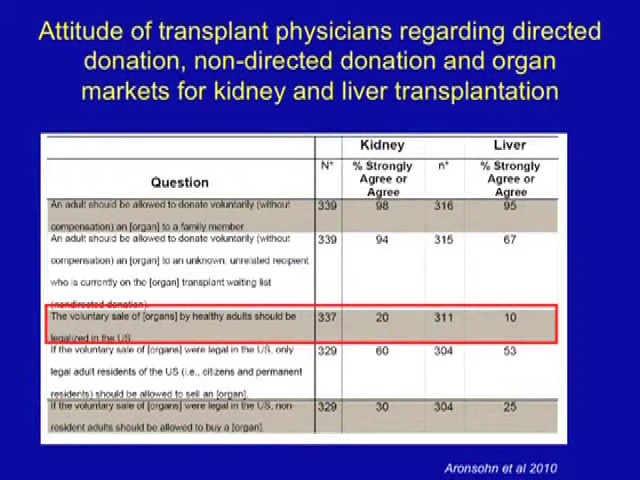 Attitude of transplant physicians regarding directed
donation, non-directed donation and organ
markets for kidney and liver transplantation
Kidney Liver
Question N* % Strongly Agree or Agree n* % Strongly Agree or Agree
An adult should be allowed to donate voluntarily (without 339 98 316 95
compensation) an [organ] to a family member
An adult should be allowed to donate voluntarily (without 339 94 315 67
compensation) an [organ] to an unknown, unrelated recipient
who is currently on the [organ] transplant waiting list
(nondirected donation).
The voluntary sale of [organs] by healthy adults should be 337 20 311 10
legalized in the US
If the voluntary sale of [organs] were legal in the US, only 329 60 304 53
legal adult residents of the US (i.e., citizens and permanent
residents) should be allowed to sell an [organ].
If the voluntary sale of [organs] were legal in the US, non- 329 30 304 25
resident adults should be allowed to buy a [organ].
Aronsohn et al 2010